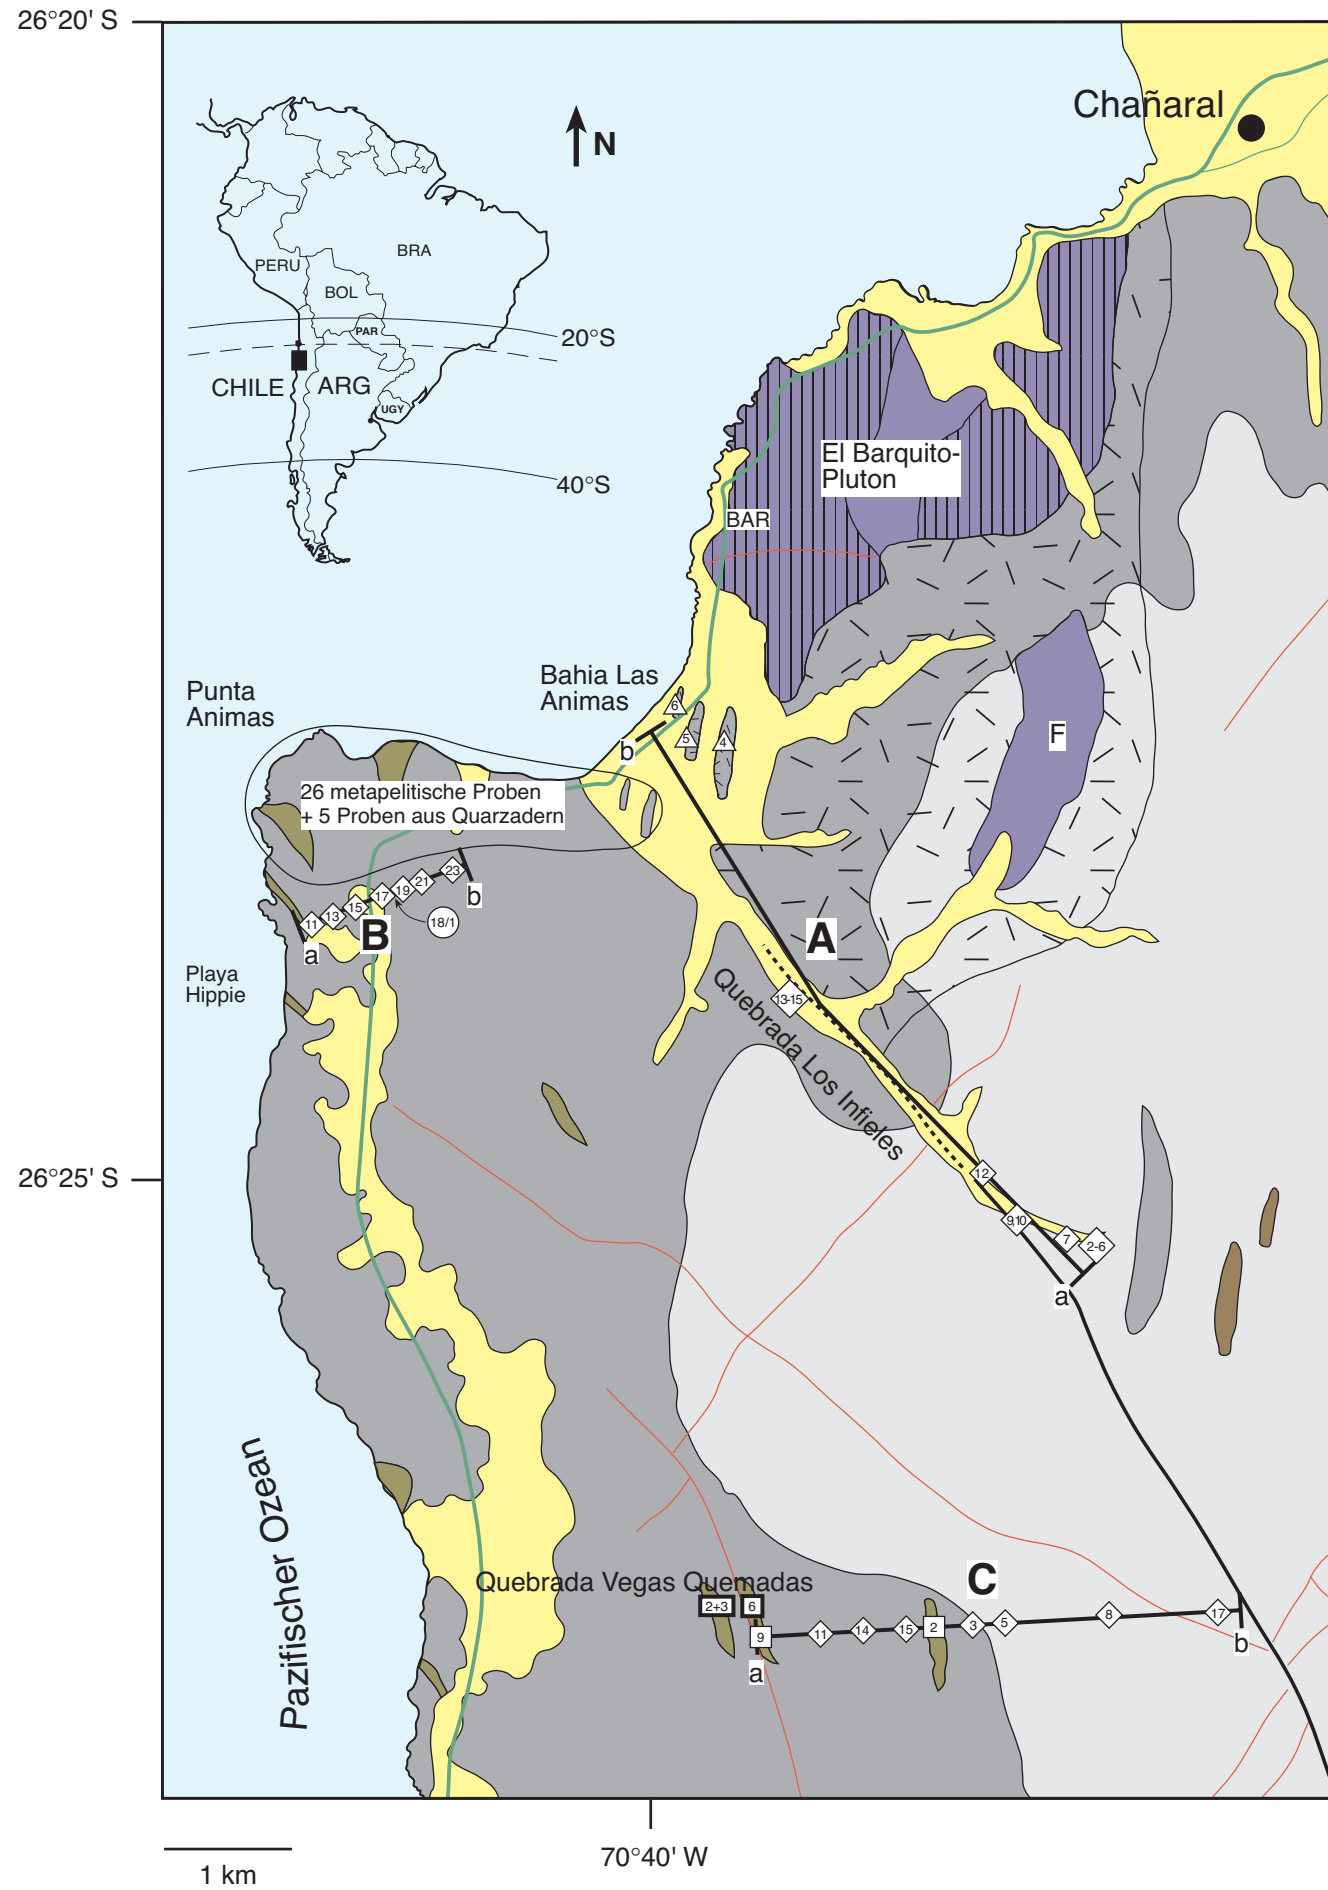 26°20' S
Chañaral
N
PERU
BRA
BOL
PAR
20°S
CHILE
ARG
UGY
40°S
El Barquito-
Pluton
BAR
Punta
Animas
Bahia Las
Animas
6
5
4
b
F
26 metapelitische Proben
+ 5 Proben aus Quarzadern
23
21
19
17
15
13
11
b
18/1
B
a
A
Playa
Hippie
13-15
Quebrada Los Infieles
26°25' S
12
9,10
7
2-6
a
Pazifischer Ozean
Quebrada Vegas Quemadas
C
2+3
6
9
11
14
15
2
3
5
8
17
a
b
70°40' W
1 km